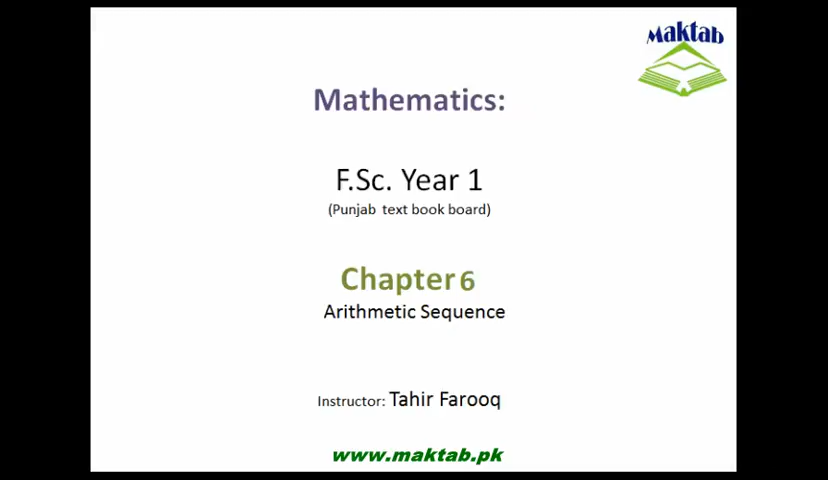 Maktab
Mathematics:
F.Sc. Year 1
(Punjab text book board)
Chapter 6
Arithmetic Sequence
Instructor: Tahir Farooq
www.maktab.pk